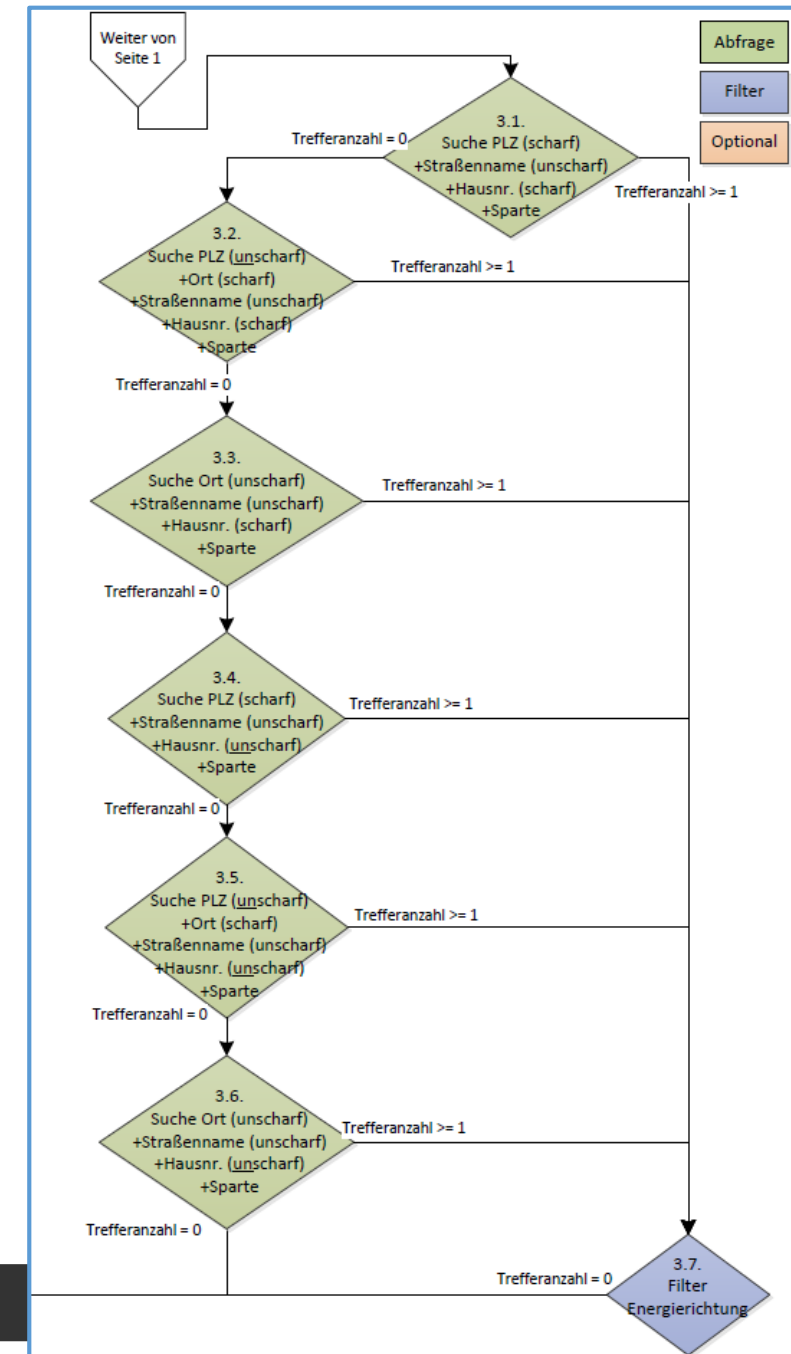 Weiter von
Seite 1
Abfrage
Filter
Optional
3.1.
Suche PLZ (scharf)
+Straßenname (unscharf)
+Hausnr. (scharf)
+Sparte
Trefferanzahl = 0
Trefferanzahl >= 1
3.2.
Suche PLZ (unscharf)
+Ort (scharf)
+Straßenname (unscharf)
+Hausnr. (scharf)
+Sparte
Trefferanzahl >= 1
Trefferanzahl = 0
3.3.
Suche Ort (unscharf)
+Straßenname (unscharf)
+Hausnr. (scharf)
+Sparte
Trefferanzahl >= 1
Trefferanzahl = 0
3.4.
Suche PLZ (scharf)
+Straßenname (unscharf)
+Hausnr. (unscharf)
+Sparte
Trefferanzahl >= 1
Trefferanzahl = 0
3.5.
Suche PLZ (unscharf)
+Ort (scharf)
+Straßenname (unscharf)
+Hausnr. (unscharf)
+Sparte
Trefferanzahl >= 1
Trefferanzahl = 0
3.6.
Suche Ort (unscharf)
+Straßenname (unscharf)
+Hausnr. (unscharf)
+Sparte
Trefferanzahl >= 1
Trefferanzahl = 0
3.7.
Filter
Energierichtung
Trefferanzahl = 0